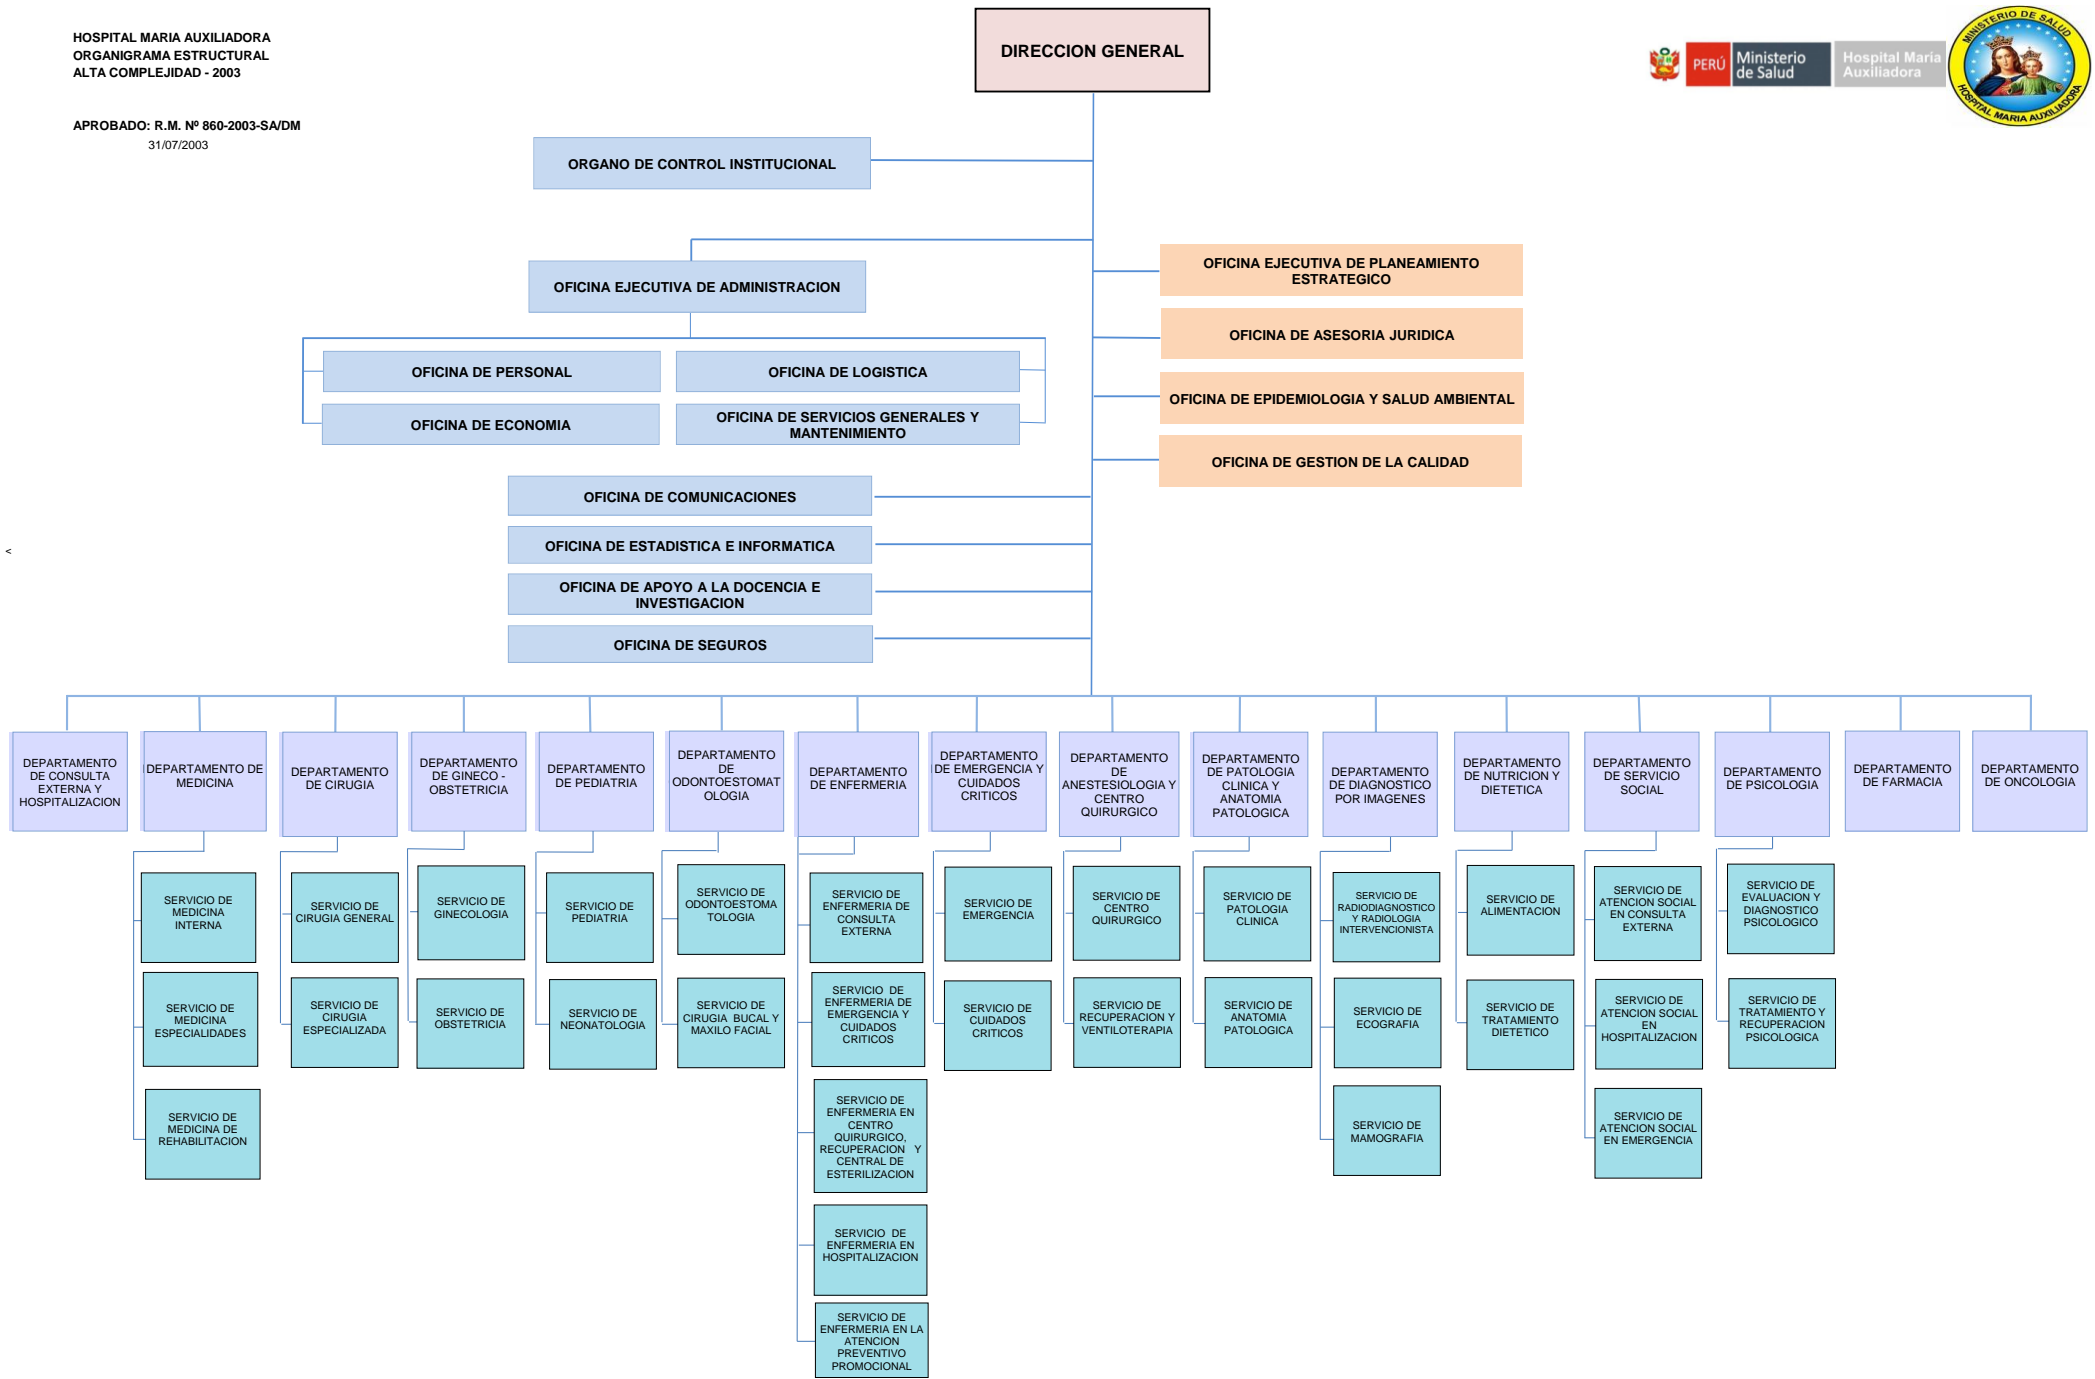 HOSPITAL MARIA AUXILIADORA
ORGANIGRAMA ESTRUCTURAL
ALTA COMPLEJIDAD - 2003
APROBADO: R.M. Nº 860-2003-SA/DM
31/07/2003
DIRECCION GENERAL
PERÚ
Ministerio
de Salud
Hospital Maria
Auxiliadora
MINISTERIO DE SALUD
HOSPITAL MARIA AUXILIADORA
ORGANO DE CONTROL INSTITUCIONAL
OFICINA EJECUTIVA DE ADMINISTRACION
OFICINA EJECUTIVA DE PLANEAMIENTO
ESTRATEGICO
OFICINA DE ASESORIA JURIDICA
OFICINA DE EPIDEMIOLOGIA Y SALUD AMBIENTAL
OFICINA DE GESTION DE LA CALIDAD
OFICINA DE PERSONAL
OFICINA DE LOGISTICA
OFICINA DE ECONOMIA
OFICINA DE SERVICIOS GENERALES Y
MANTENIMIENTO
OFICINA DE COMUNICACIONES
<
OFICINA DE ESTADISTICA E INFORMATICA
OFICINA DE APOYO A LA DOCENCIA E
INVESTIGACION
OFICINA DE SEGUROS
DEPARTAMENTO
DE CONSULTA
EXTERNA Y
HOSPITALIZACION
DEPARTAMENTO DE
MEDICINA
DEPARTAMENTO
DE CIRUGIA
DEPARTAMENTO
DE GINECO -
OBSTETRICIA
DEPARTAMENTO
DE PEDIATRIA
DEPARTAMENTO
DE
ODONTOESTOMAT
OLOGIA
DEPARTAMENTO
DE ENFERMERIA
DEPARTAMENTO
DE EMERGENCIA Y
CUIDADOS
CRITICOS
DEPARTAMENTO
DE
ANESTESIOLOGIA Y
CENTRO
QUIRURGICO
DEPARTAMENTO
DE PATOLOGIA
CLINICA Y
ANATOMIA
PATOLOGICA
DEPARTAMENTO
DE DIAGNOSTICO
POR IMAGENES
DEPARTAMENTO
DE NUTRICION Y
DIETETICA
DEPARTAMENTO
DE SERVICIO
SOCIAL
DEPARTAMENTO
DE PSICOLOGIA
DEPARTAMENTO
DE FARMACIA
DEPARTAMENTO
DE ONCOLOGIA
SERVICIO DE
MEDICINA
INTERNA
SERVICIO DE
MEDICINA
ESPECIALIDADES
SERVICIO DE
MEDICINA DE
REHABILITACION
SERVICIO DE
CIRUGIA GENERAL
SERVICIO DE
CIRUGIA
ESPECIALIZADA
SERVICIO DE
GINECOLOGIA
SERVICIO DE
OBSTETRICIA
SERVICIO DE
PEDIATRIA
SERVICIO DE
NEONATOLOGIA
SERVICIO DE
ODONTOESTOMA
TOLOGIA
SERVICIO DE
CIRUGIA BUCAL Y
MAXILO FACIAL
SERVICIO DE
ENFERMERIA DE
CONSULTA
EXTERNA
SERVICIO DE
ENFERMERIA DE
EMERGENCIA Y
CUIDADOS
CRITICOS
SERVICIO DE
ENFERMERIA EN
CENTRO
QUIRURGICO,
RECUPERACION Y
CENTRAL DE
ESTERILIZACION
SERVICIO DE
ENFERMERIA EN
HOSPITALIZACION
SERVICIO DE
ENFERMERIA EN LA
ATENCION
PREVENTIVO
PROMOCIONAL
SERVICIO DE
EMERGENCIA
SERVICIO DE
CUIDADOS
CRITICOS
SERVICIO DE
CENTRO
QUIRURGICO
SERVICIO DE
RECUPERACION Y
VENTILOTERAPIA
SERVICIO DE
PATOLOGIA
CLINICA
SERVICIO DE
ANATOMIA
PATOLOGICA
SERVICIO DE
RADIODIAGNOSTICO
Y RADIOLOGIA
INTERVENCIONISTA
SERVICIO DE
ECOGRAFIA
SERVICIO DE
MAMOGRAFIA
SERVICIO DE
ALIMENTACION
SERVICIO DE
TRATAMIENTO
DIETETICO
SERVICIO DE
ATENCION SOCIAL
EN CONSULTA
EXTERNA
SERVICIO DE
ATENCION SOCIAL
EN
HOSPITALIZACION
SERVICIO DE
ATENCION SOCIAL
EN EMERGENCIA
SERVICIO DE
EVALUACION Y
DIAGNOSTICO
PSICOLOGICO
SERVICIO DE
TRATAMIENTO Y
RECUPERACION
PSICOLOGICA